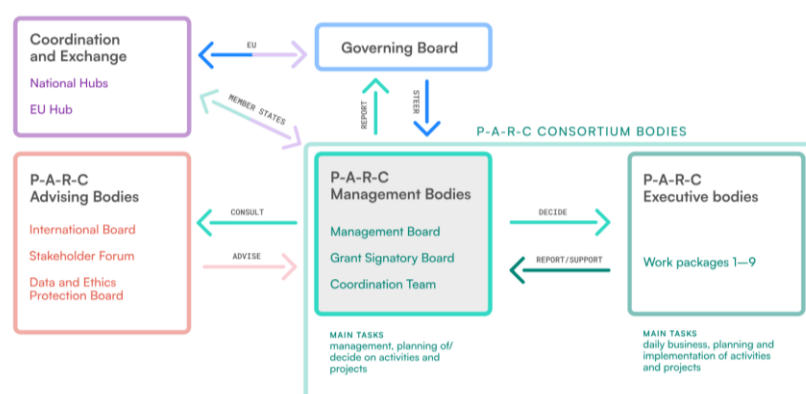 Coordination
and Exchange
National Hubs
EU Hub
EU
Governing Board
MEMBER STATES
REPORT
STEER
P-A-R-C CONSORTIUM BODIES
P-A-R-C
Advising Bodies
International Board
Stakeholder Forum
Data and Ethics
Protection Board
CONSULT
ADVISE
P-A-R-C
Management Bodies
Management Board
Grant Signatory Board
Coordination Team
MAIN TASKS
management, planning of/
decide on activities and
projects
DECIDE
REPORT/SUPPORT
P-A-R-C
Executive bodies
Work packages 1–9
MAIN TASKS
daily business, planning and
implementation of activities
and projects